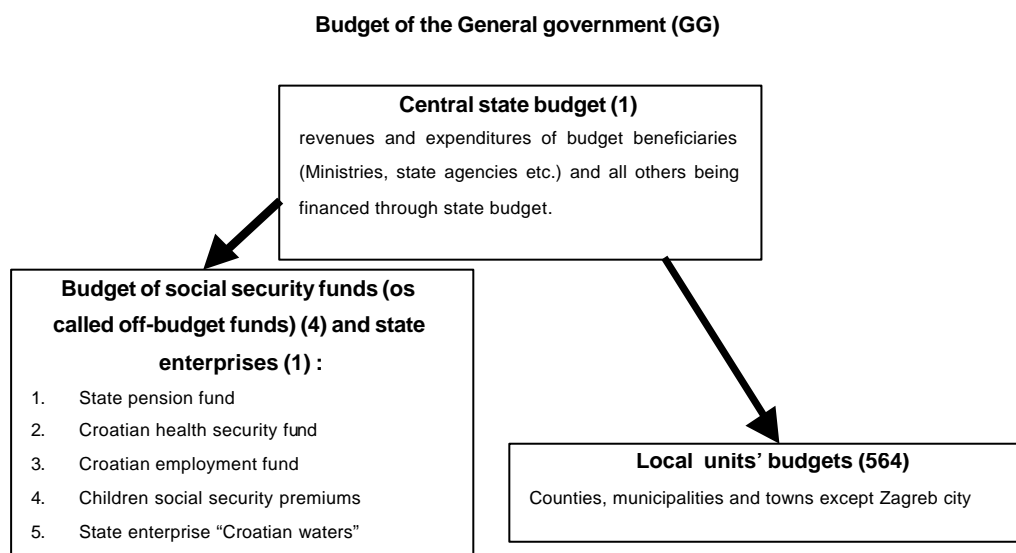 Budget of the General government (GG)
Central state budget (1)
revenues and expenditures of budget beneficiaries
(Ministries, state agencies etc.) and all others being
financed through state budget.
Budget of social security funds (os
called off-budget funds) (4) and state
enterprises (1) :
1. State pension fund
2. Croatian health security fund
3. Croatian employment fund
4. Children social security premiums
5. State enterprise “Croatian waters”
Local units’ budgets (564)
Counties, municipalities and towns except Zagreb city